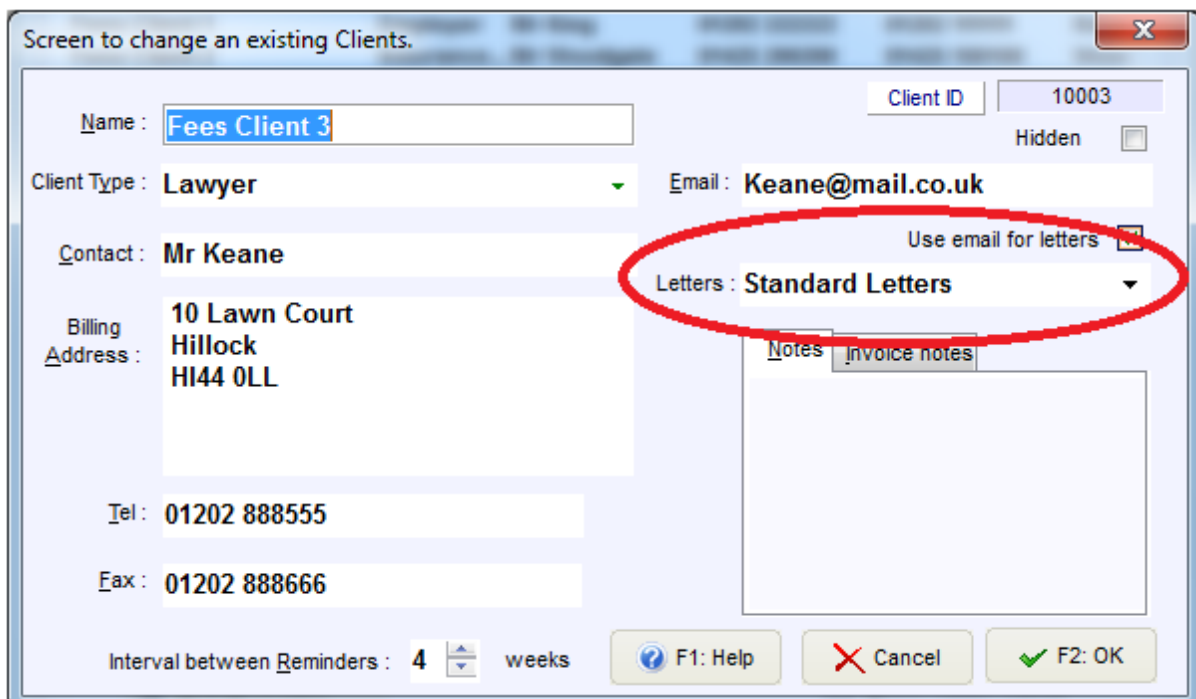 Screen to change an existing Clients.
Client ID 10003
Name : Fees Client 3
Hidden
Client Type : Lawyer
Email : Keane@mail.co.uk
Use email for letters
Contact : Mr Keane
Letters : Standard Letters
Billing Address :
10 Lawn Court
Hillock
HI44 0LL
Notes Invoice notes
Tel : 01202 888555
Fax : 01202 888666
Interval between Reminders : 4 weeks
F1: Help
Cancel
F2: OK